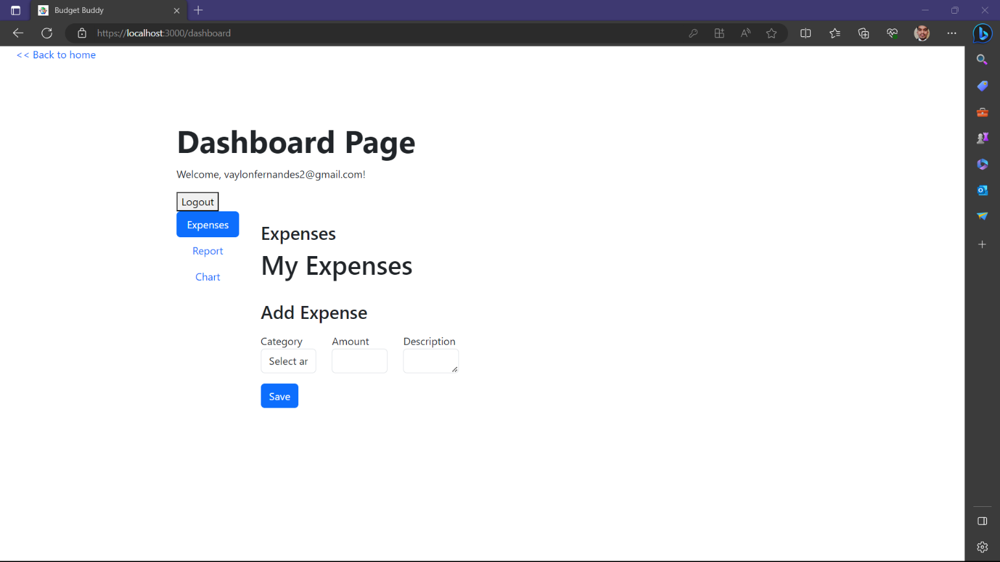 Budget Buddy
https://localhost:3000/dashboard
<< Back to home
Dashboard Page
Welcome, vaylonfernandes2@gmail.com!
Logout
Expenses
Report
Chart
Expenses
My Expenses
Add Expense
Category Amount Description
Select ar
Save